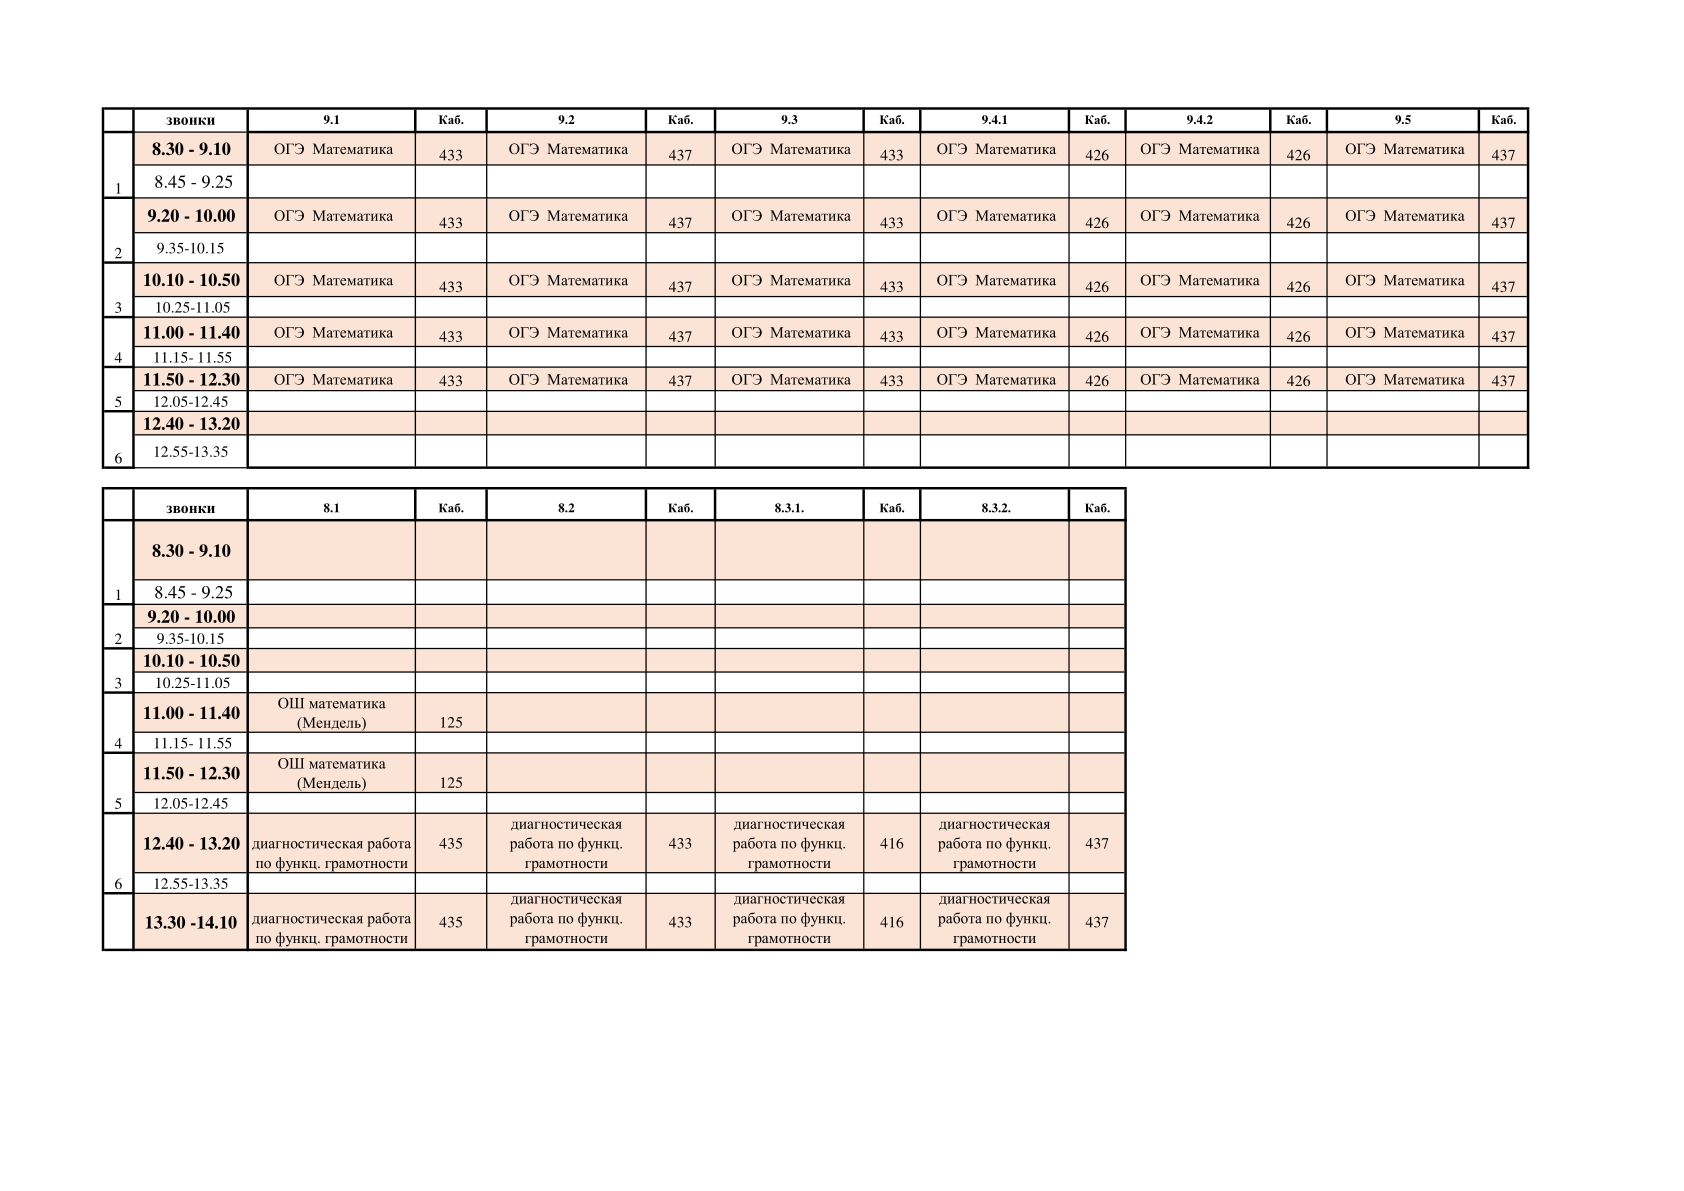 звонки 9.1 Каб. 9.2 Каб. 9.3 Каб. 9.4.1 Каб. 9.4.2 Каб. 9.5 Каб.
8.30 - 9.10 ОГЭ Математика 433 ОГЭ Математика 437 ОГЭ Математика 433 ОГЭ Математика 426 ОГЭ Математика 426 ОГЭ Математика 437
1 8.45 - 9.25
9.20 - 10.00 ОГЭ Математика 433 ОГЭ Математика 437 ОГЭ Математика 433 ОГЭ Математика 426 ОГЭ Математика 426 ОГЭ Математика 437
2 9.35-10.15
10.10 - 10.50 ОГЭ Математика 433 ОГЭ Математика 437 ОГЭ Математика 433 ОГЭ Математика 426 ОГЭ Математика 426 ОГЭ Математика 437
3 10.25-11.05
11.00 - 11.40 ОГЭ Математика 433 ОГЭ Математика 437 ОГЭ Математика 433 ОГЭ Математика 426 ОГЭ Математика 426 ОГЭ Математика 437
4 11.15- 11.55
11.50 - 12.30 ОГЭ Математика 433 ОГЭ Математика 437 ОГЭ Математика 433 ОГЭ Математика 426 ОГЭ Математика 426 ОГЭ Математика 437
5 12.05-12.45
12.40 - 13.20
6 12.55-13.35
звонки 8.1 Каб. 8.2 Каб. 8.3.1. Каб. 8.3.2. Каб.
8.30 - 9.10
1 8.45 - 9.25
9.20 - 10.00
2 9.35-10.15
10.10 - 10.50
3 10.25-11.05
ОШ математика
11.00 - 11.40 (Мендель) 125
4 11.15- 11.55
ОШ математика
11.50 - 12.30 (Мендель) 125
5 12.05-12.45
диагностическая диагностическая диагностическая
12.40 - 13.20 диагностическая работа 435 работа по функц. 433 работа по функц. 416 работа по функц. 437
по функц. грамотности грамотности грамотности грамотности
6 12.55-13.35
диагностическая диагностическая диагностическая
13.30 -14.10 диагностическая работа 435 работа по функц. 433 работа по функц. 416 работа по функц. 437
по функц. грамотности грамотности грамотности грамотности